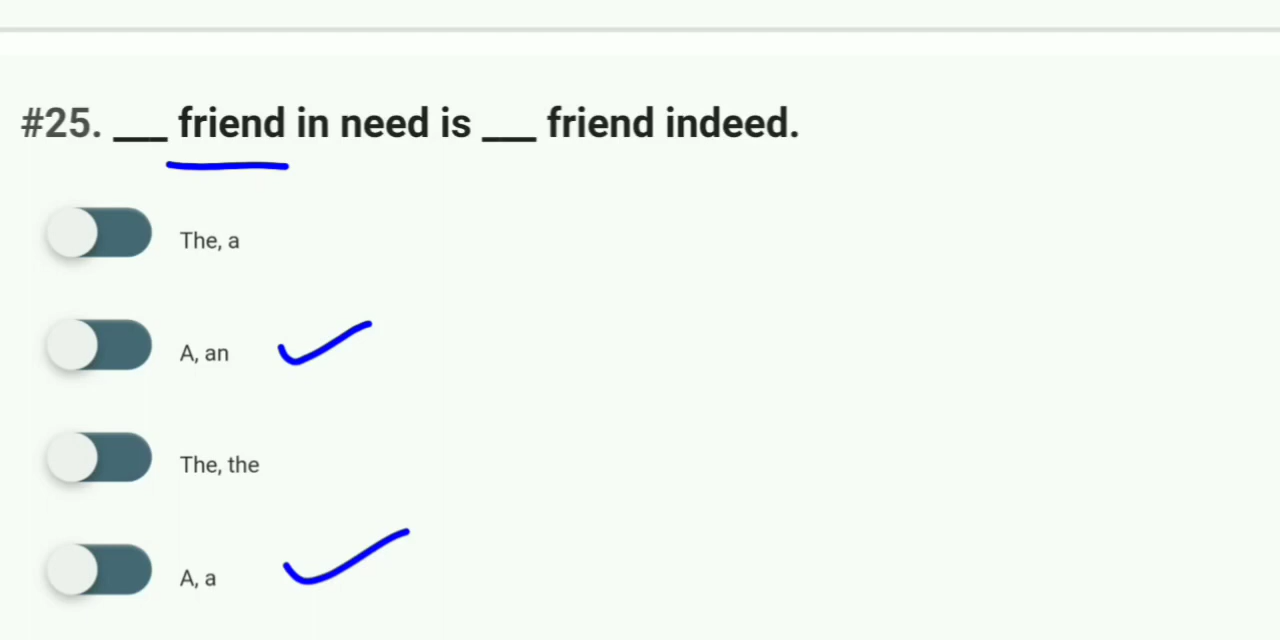 #25. ___ friend in need is ___ friend indeed.
The, a
A, an
The, the
A, a